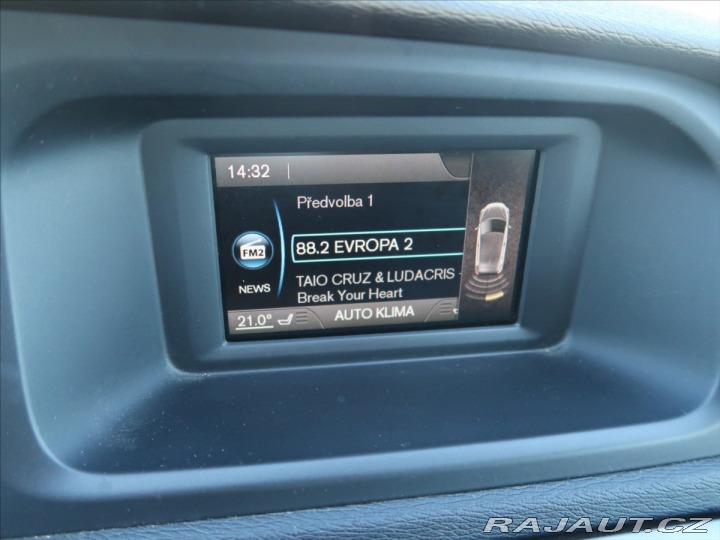 14:32
Předvolba 1
88.2 EVROPA 2
FM2
TAIO CRUZ & LUDACRIS -
NEWS
Break Your Heart
21.0° AUTO KLIMA
RAJAUT.CZ